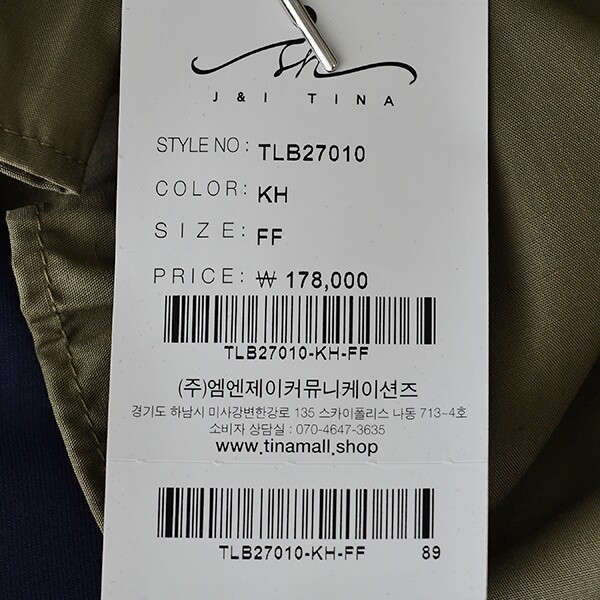 sh
J & I TINA
STYLE NO : TLB27010
COLOR: KH
SIZE: FF
PRICE: ₩ 178,000
TLB27010-KH-FF
(주)엠엔제이커뮤니케이션즈
경기도 하남시 미사강변한강로 135 스카이폴리스 나동 713-4호
소비자 상담실 : 070-4647-3635
www.tinamall.shop
TLB27010-KH-FF 89